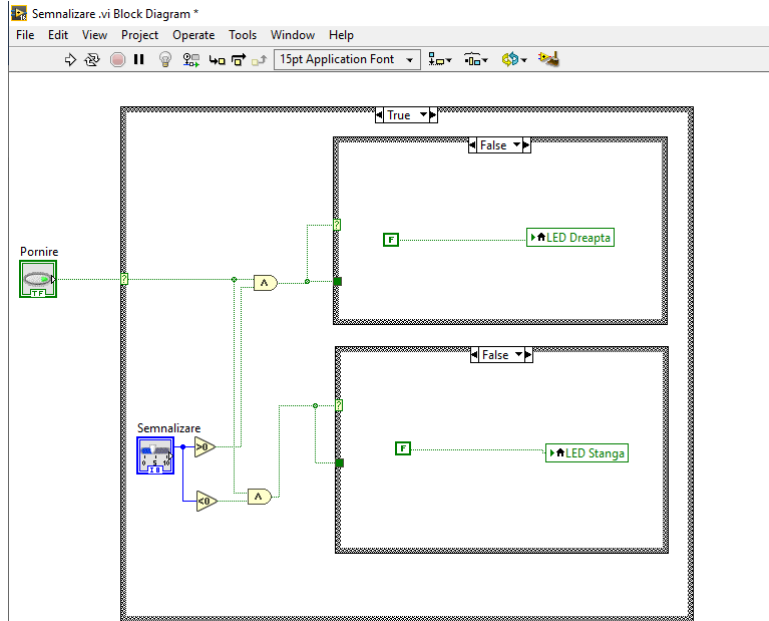 Semnalizare .vi Block Diagram *
File Edit View Project Operate Tools Window Help
15pt Application Font
True
False
?
F
LED Dreapta
Pornire
TF
?
∧
False
?
Semnalizare
>0
F
LED Stanga
I8
<0
∧